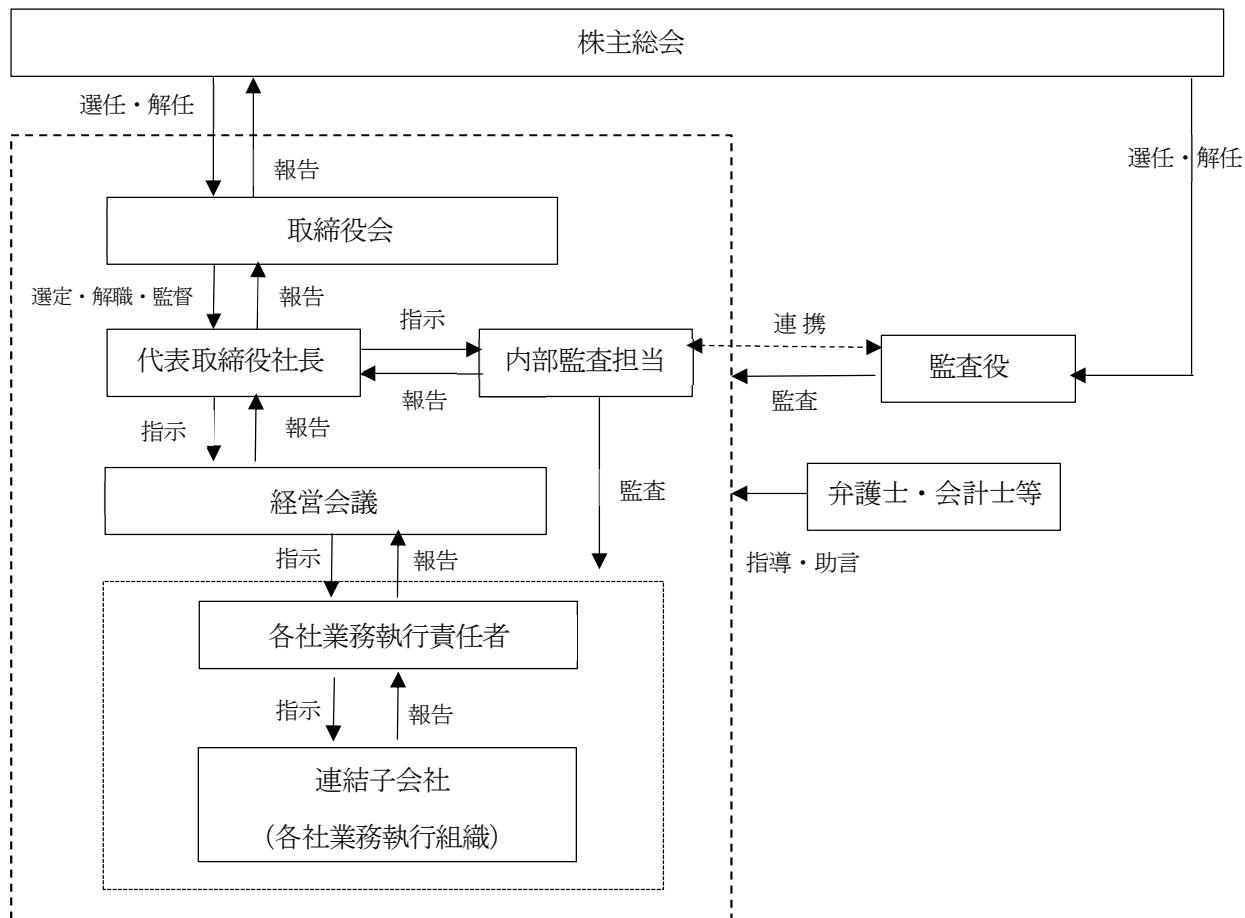 株主総会
選任・解任
報告
選任・解任
取締役会
選定・解職・監督
報告
代表取締役社長
指示
報告
内部監査担当
連 携
監査
監査役
指示
報告
経営会議
監査
弁護士・会計士等
指導・助言
指示
報告
各社業務執行責任者
指示
報告
連結子会社
（各社業務執行組織）